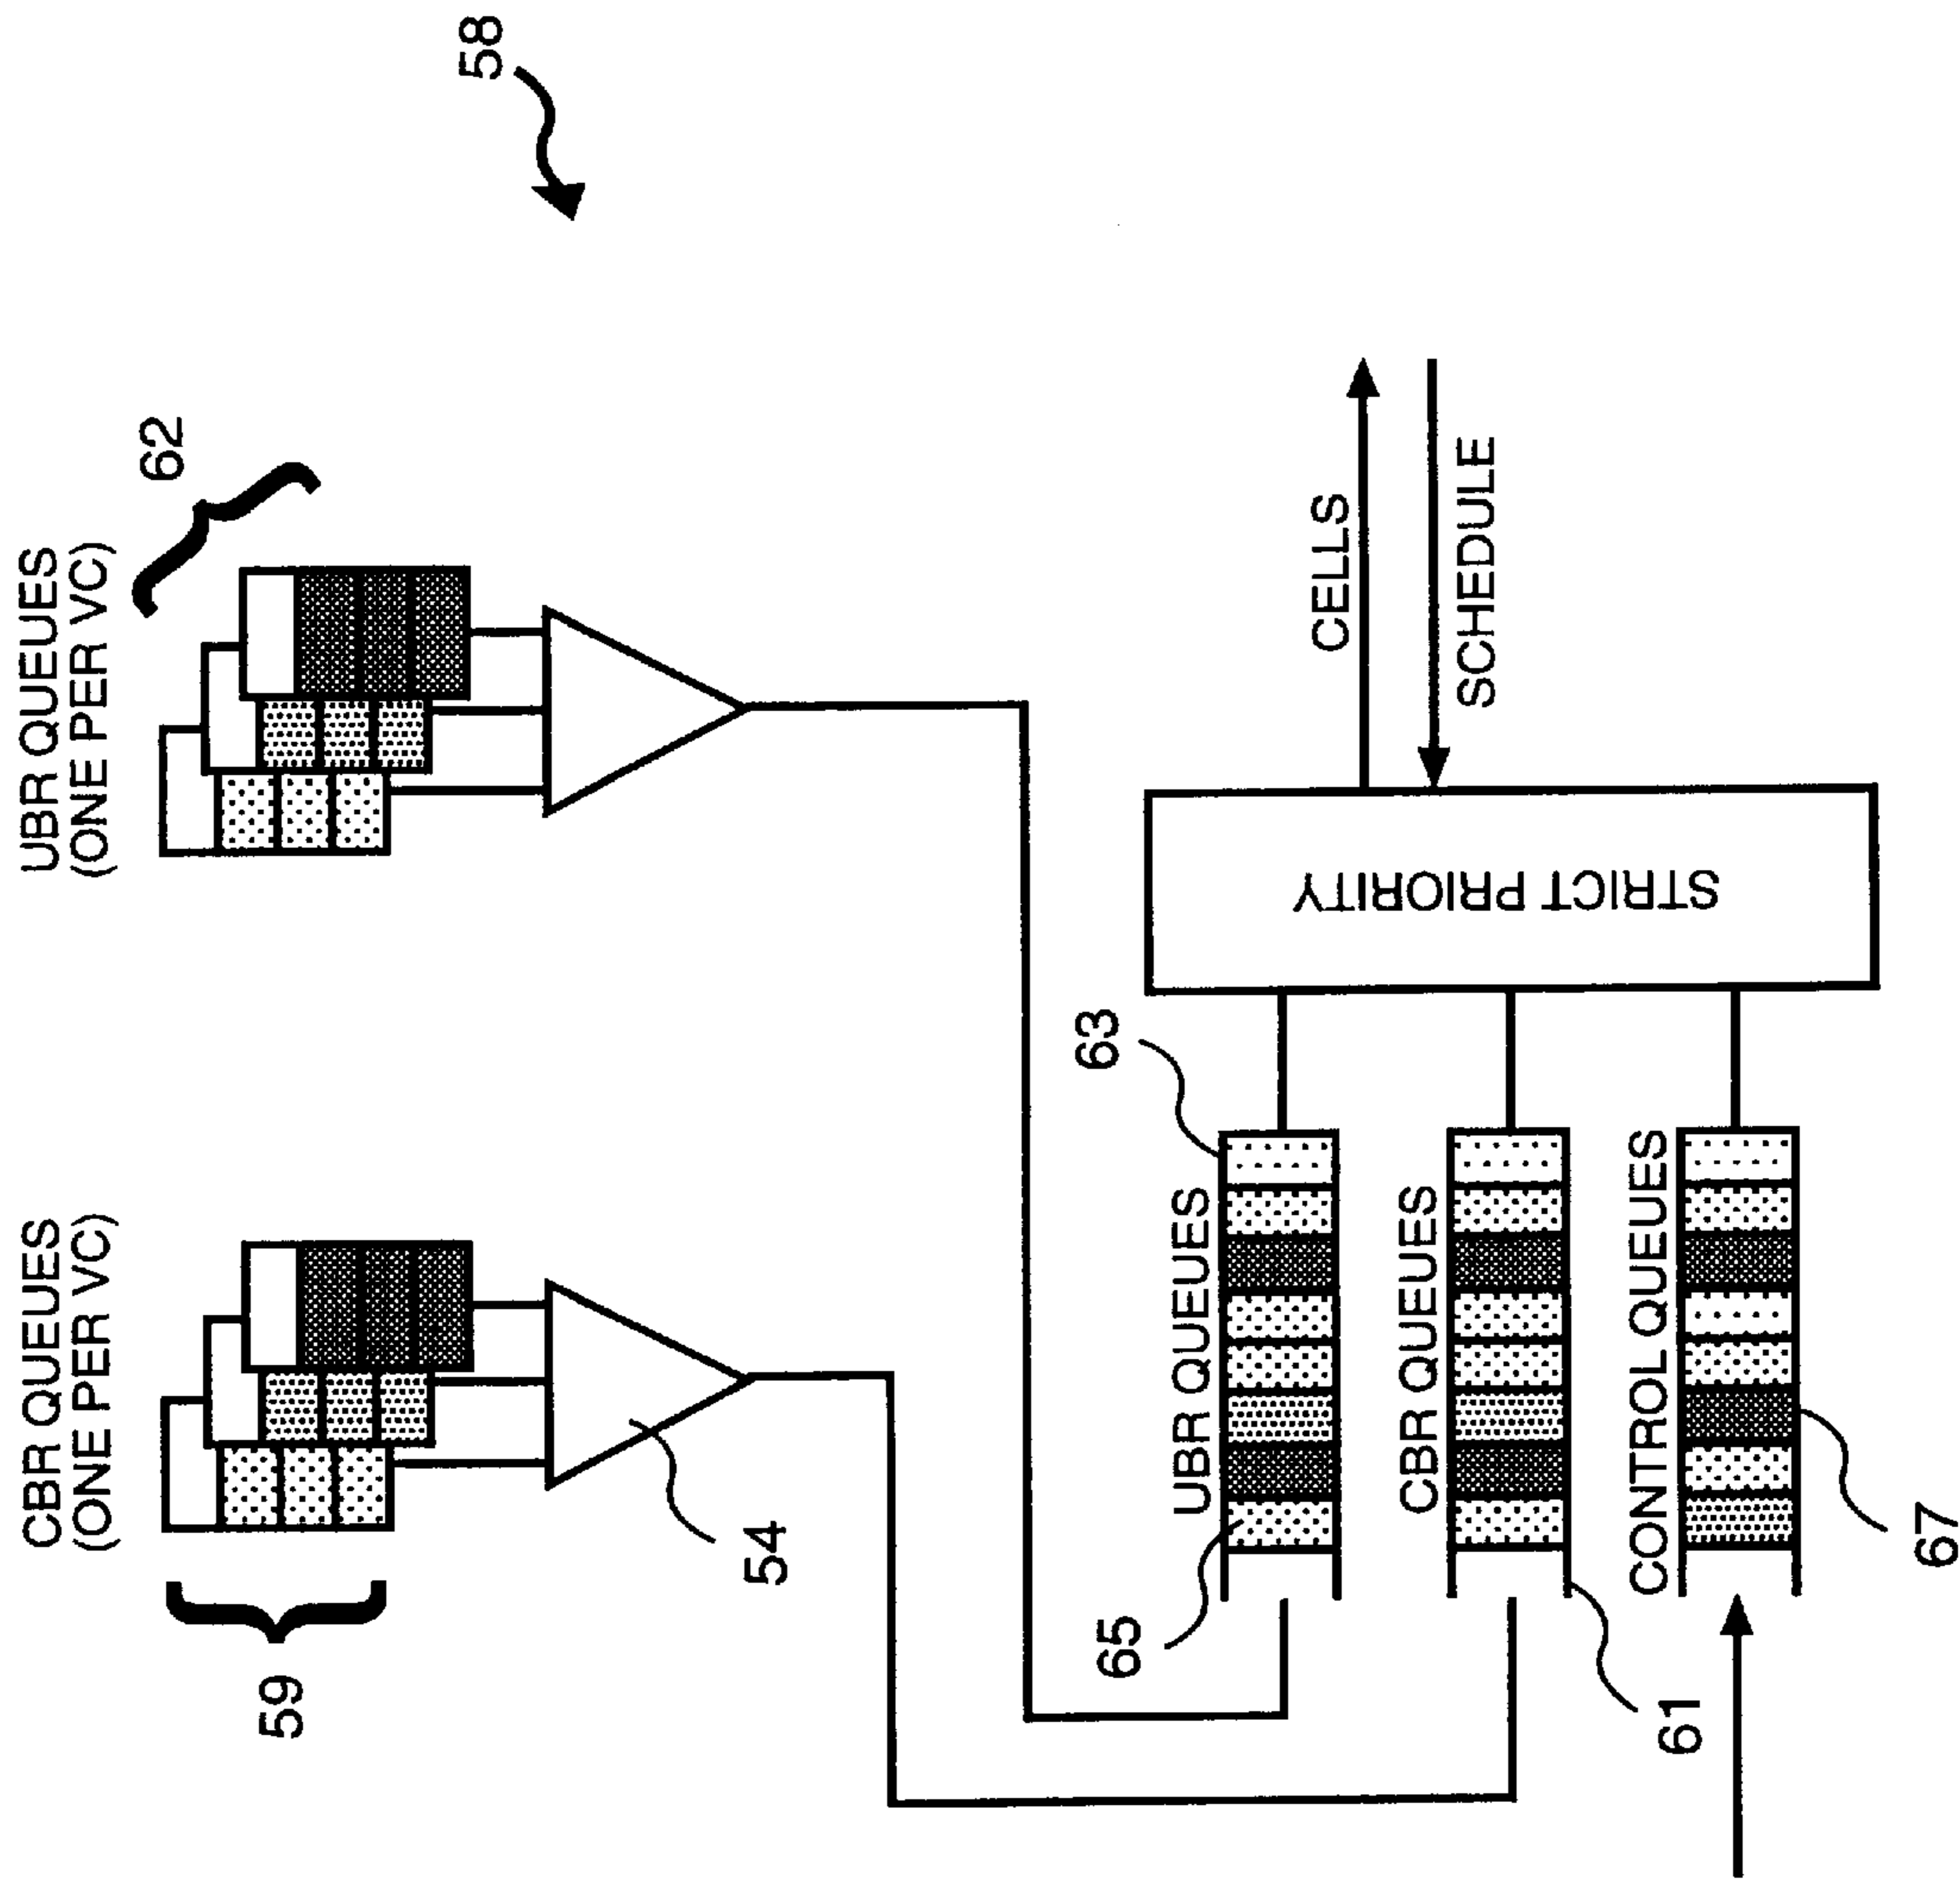 58
UBR QUEUES
(ONE PER VC)
62
CBR QUEUES
(ONE PER VC)
59
54
CELLS
SCHEDULE
STRICT PRIORITY
63
UBR QUEUES
65
CBR QUEUES
61
CONTROL QUEUES
67